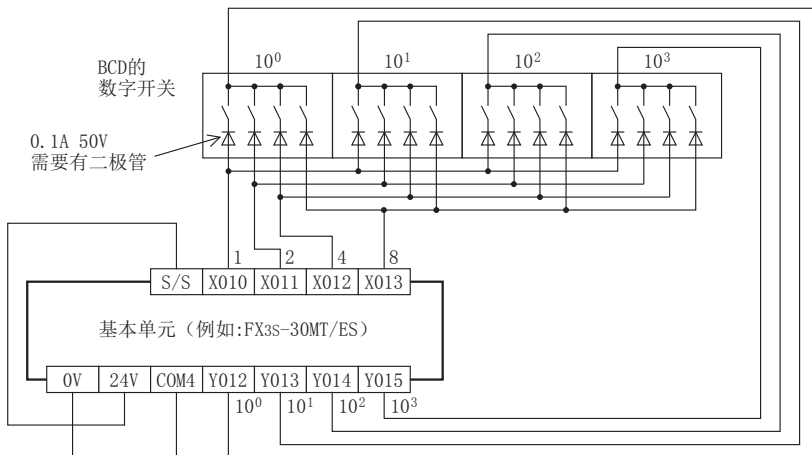 10⁰ 10¹ 10² 10³
BCD的
数字开关
0.1A 50V
需要有二极管
1 2 4 8
S/S X010 X011 X012 X013
基本单元（例如:FX3S-30MT/ES）
0V 24V COM4 Y012 Y013 Y014 Y015
10⁰ 10¹ 10² 10³